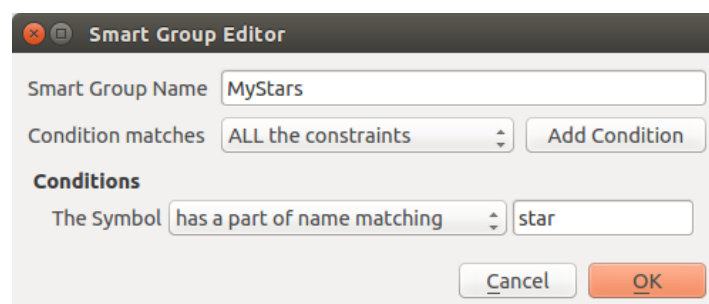 Smart Group Editor
Smart Group Name MyStars
Condition matches ALL the constraints Add Condition
Conditions
The Symbol has a part of name matching star
Cancel OK